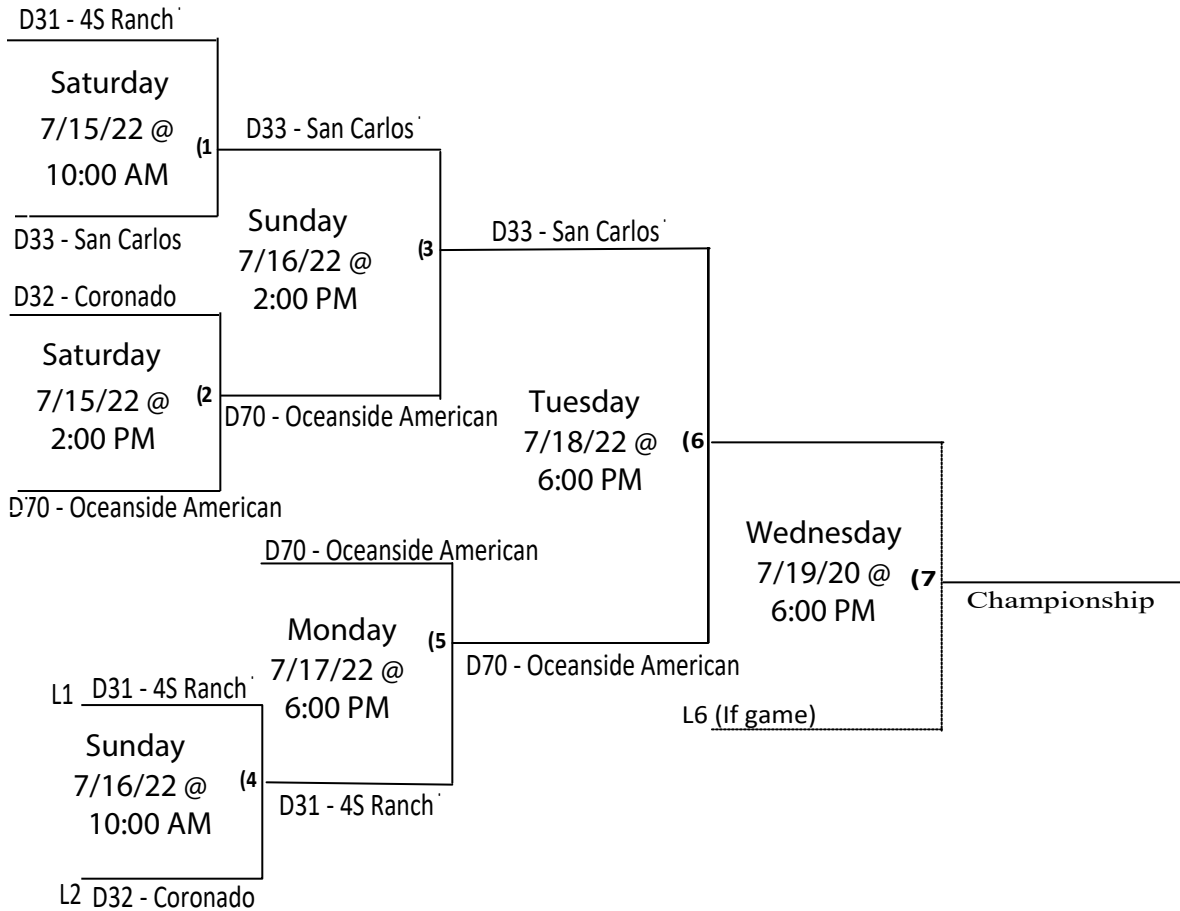 D31 - 4S Ranch
Saturday
7/15/22 @
10:00 AM
(1
D33 - San Carlos
D33 - San Carlos
Sunday
7/16/22 @
2:00 PM
(3
D33 - San Carlos
D32 - Coronado
Saturday
7/15/22 @
2:00 PM
(2
D70 - Oceanside American
D70 - Oceanside American
Tuesday
7/18/22 @
6:00 PM
(6
D70 - Oceanside American
Monday
7/17/22 @
6:00 PM
(5
D70 - Oceanside American
Wednesday
7/19/20 @
6:00 PM
(7
Championship
L6 (If game)
L1 D31 - 4S Ranch
Sunday
7/16/22 @
10:00 AM
(4
D31 - 4S Ranch
L2 D32 - Coronado